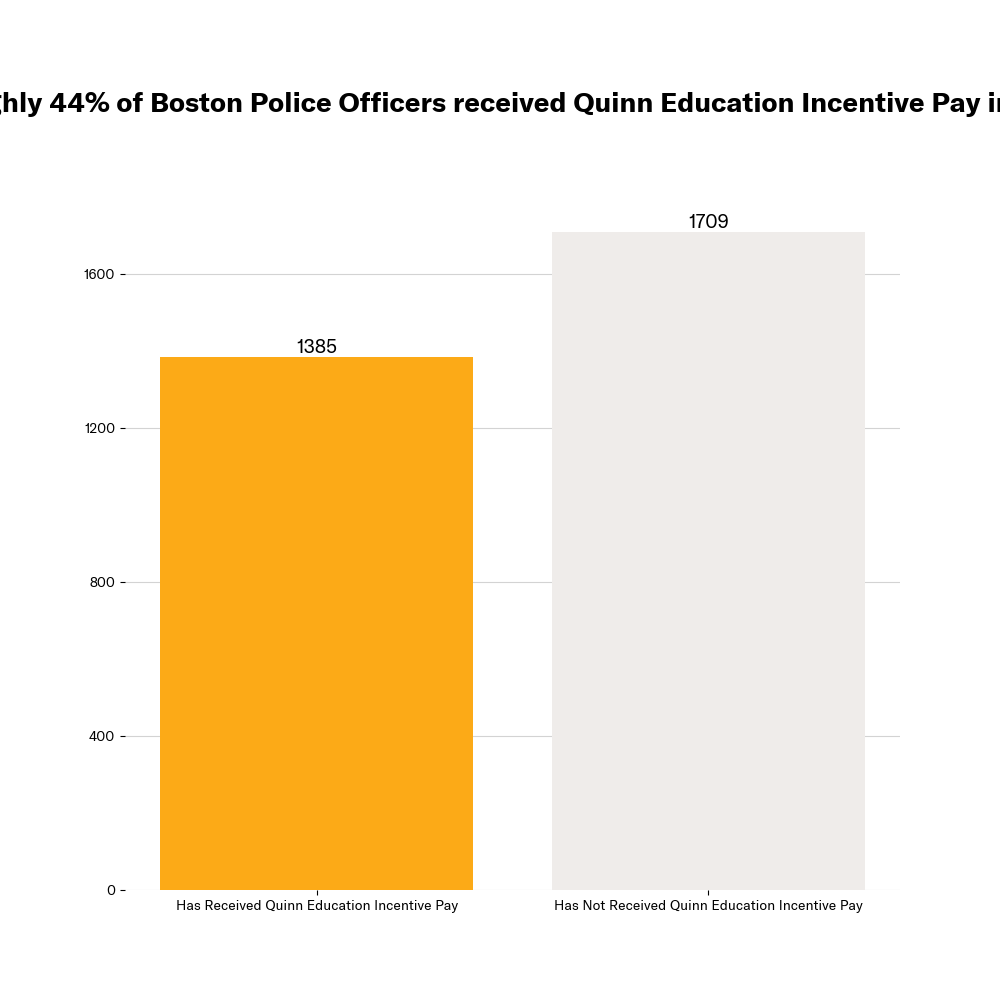 44% of Boston Police Officers received Quinn Education Incentive Pay
1709
1600
1385
1200
800
400
0
Has Received Quinn Education Incentive Pay
Has Not Received Quinn Education Incentive Pay